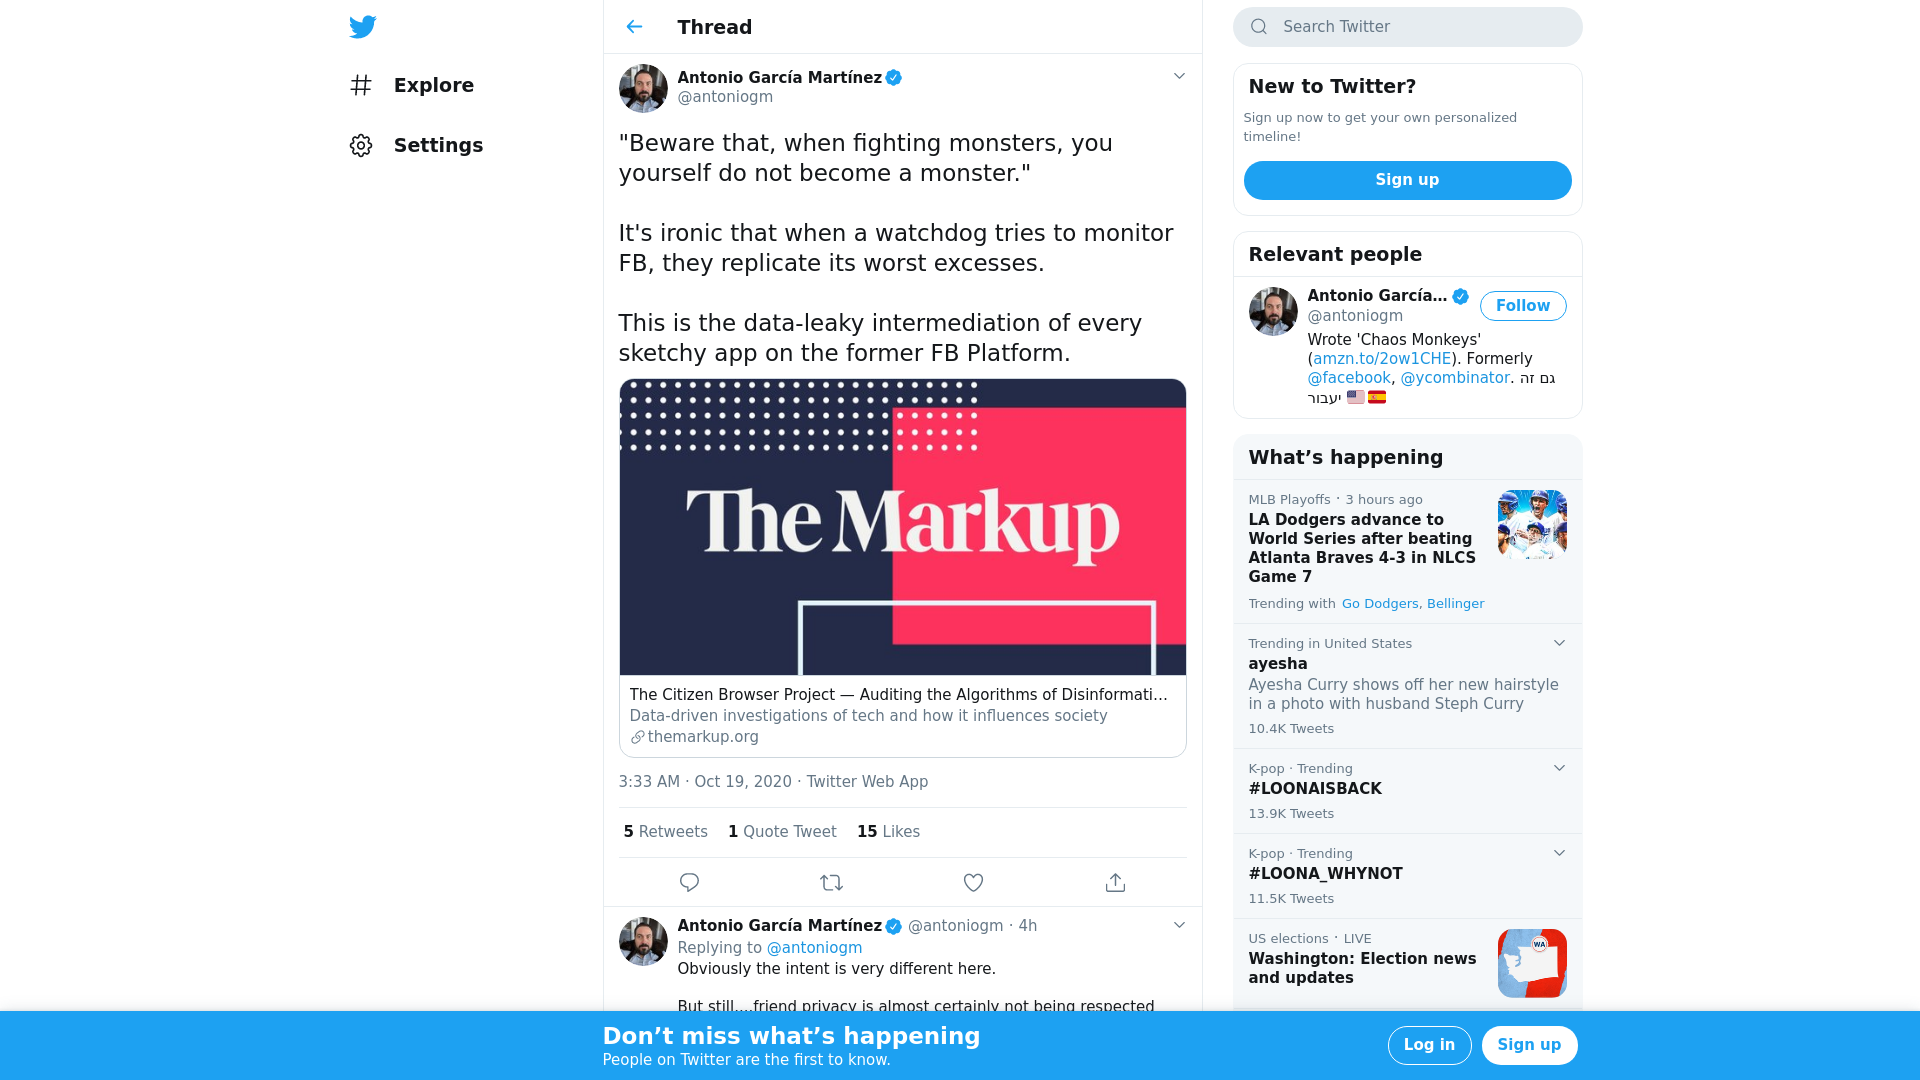 Explore
Settings
Thread
Antonio García Martínez
@antoniogm
"Beware that, when fighting monsters, you
yourself do not become a monster."
It's ironic that when a watchdog tries to monitor
FB, they replicate its worst excesses.
This is the data-leaky intermediation of every
sketchy app on the former FB Platform.
The Markup
The Citizen Browser Project — Auditing the Algorithms of Disinformati…
Data-driven investigations of tech and how it influences society
themarkup.org
3:33 AM · Oct 19, 2020 · Twitter Web App
5 Retweets 1 Quote Tweet 15 Likes
Antonio García Martínez @antoniogm · 4h
Replying to @antoniogm
Obviously the intent is very different here.
But still....friend privacy is almost certainly not being respected
Search Twitter
New to Twitter?
Sign up now to get your own personalized
timeline!
Sign up
Relevant people
Antonio García…
@antoniogm
Follow
Wrote 'Chaos Monkeys'
(amzn.to/2ow1CHE). Formerly
@facebook, @ycombinator. גם זה
יעבור
What’s happening
MLB Playoffs · 3 hours ago
LA Dodgers advance to
World Series after beating
Atlanta Braves 4-3 in NLCS
Game 7
Trending with Go Dodgers, Bellinger
Trending in United States
ayesha
Ayesha Curry shows off her new hairstyle
in a photo with husband Steph Curry
10.4K Tweets
K-pop · Trending
#LOONAISBACK
13.9K Tweets
K-pop · Trending
#LOONA_WHYNOT
11.5K Tweets
US elections · LIVE
Washington: Election news
and updates
WA
Don’t miss what’s happening
People on Twitter are the first to know.
Log in
Sign up